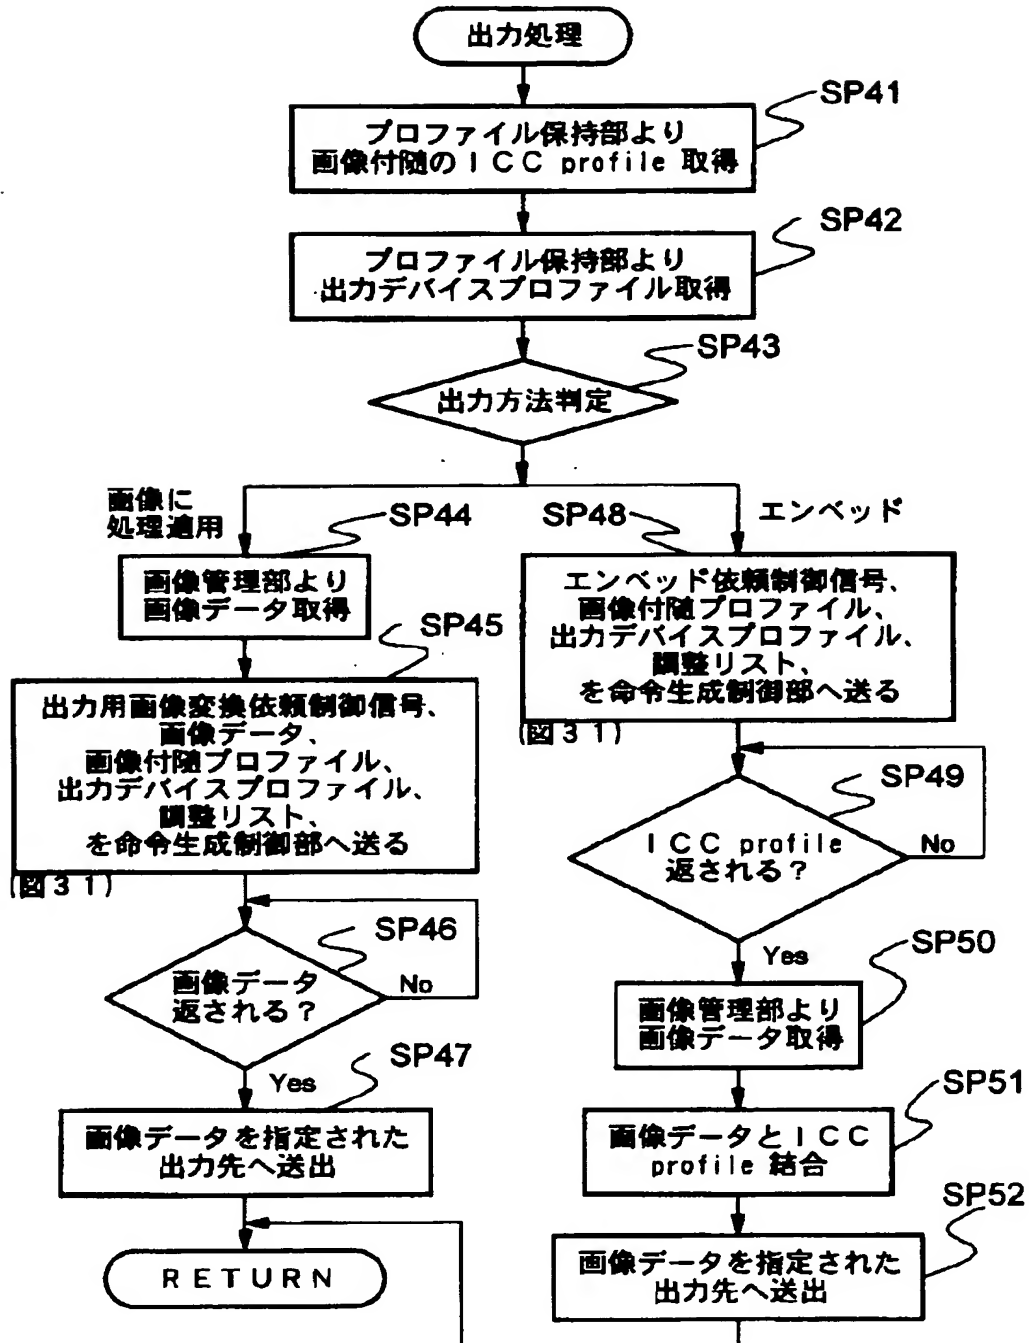 出力処理
SP41
プロファイル保持部より
画像付随のICC profile 取得
SP42
プロファイル保持部より
出力デバイスプロファイル取得
SP43
出力方法判定
画像に
処理適用
SP44
画像管理部より
画像データ取得
SP45
出力用画像変換依頼制御信号、
画像データ、
画像付随プロファイル、
出力デバイスプロファイル、
調整リスト、
を命令生成制御部へ送る
(図31)
SP46
画像データ
返される?
No
Yes
SP47
画像データを指定された
出力先へ送出
RETURN
エンベッド
SP48
エンベッド依頼制御信号、
画像付随プロファイル、
出力デバイスプロファイル、
調整リスト、
を命令生成制御部へ送る
(図31)
SP49
ICC profile
返される?
No
Yes
SP50
画像管理部より
画像データ取得
SP51
画像データとICC
profile 結合
SP52
画像データを指定された
出力先へ送出